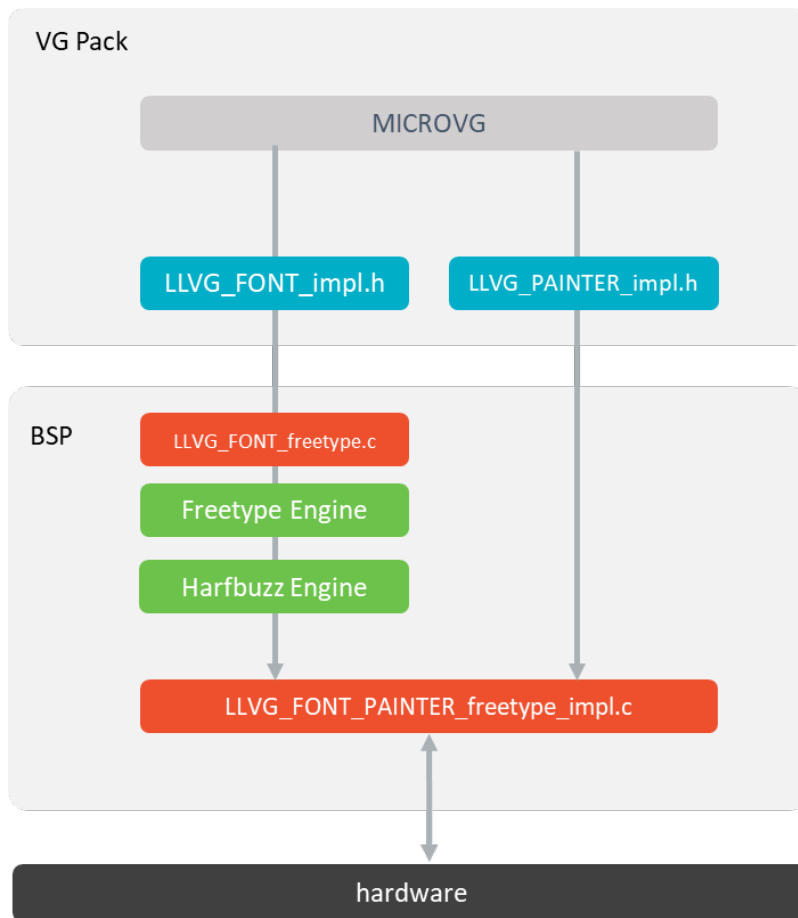 VG Pack
MICROVG
LLVG_FONT_impl.h
LLVG_PAINTER_impl.h
BSP
LLVG_FONT_freetype.c
Freetype Engine
Harfbuzz Engine
LLVG_FONT_PAINTER_freetype_impl.c
hardware